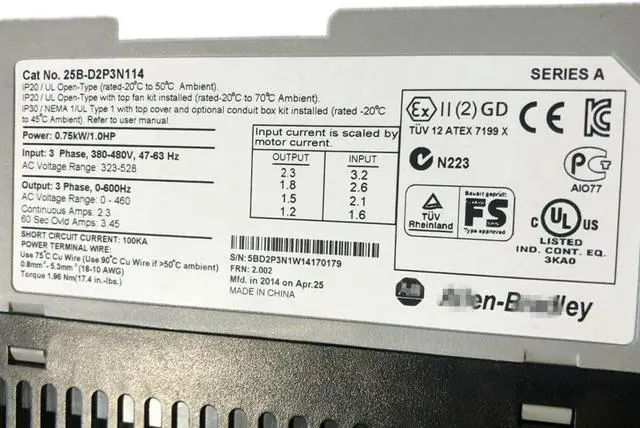 Cat No. 25B-D2P3N114
SERIES A
IP20 / UL Open-Type (rated-20°C to 50°C Ambient).
IP20 / UL Open-Type with top fan kit installed (rated-20°C to 70°C Ambient).
IP30 / NEMA 1/UL Type 1 with top cover and optional conduit box kit installed (rated -20°C
to 45°C Ambient). Refer to user manual.
Power: 0.75kW/1.0HP
Input: 3 Phase, 380-480V, 47-63 Hz
AC Voltage Range: 323-528
Output: 3 Phase, 0-600Hz
AC Voltage Range: 0 - 460
Continuous Amps: 2.3
60 Sec Ovld Amps: 3.45
SHORT CIRCUIT CURRENT: 100KA
POWER TERMINAL WIRE:
Use 75°C Cu Wire (Use 90°C Cu Wire if >50°C ambient)
0.8mm² - 5.3mm² (18-10 AWG)
Torque 1.96 Nm(17.4 in.-lbs.)
Input current is scaled by
motor current.
OUTPUT INPUT
2.3 3.2
1.8 2.6
1.5 2.1
1.2 1.6
S/N: 5BD2P3N1W14170179
FRN: 2.002
Mfd. in 2014 on Apr.25
MADE IN CHINA
Ex II (2) GD
TÜV 12 ATEX 7199 X
CE
N223
AIO77
TÜV
Rheinland
Bauart geprüft
FS
Type approved
c UL us
LISTED
IND. CONT. EQ.
3KA0
Allen-Bradley